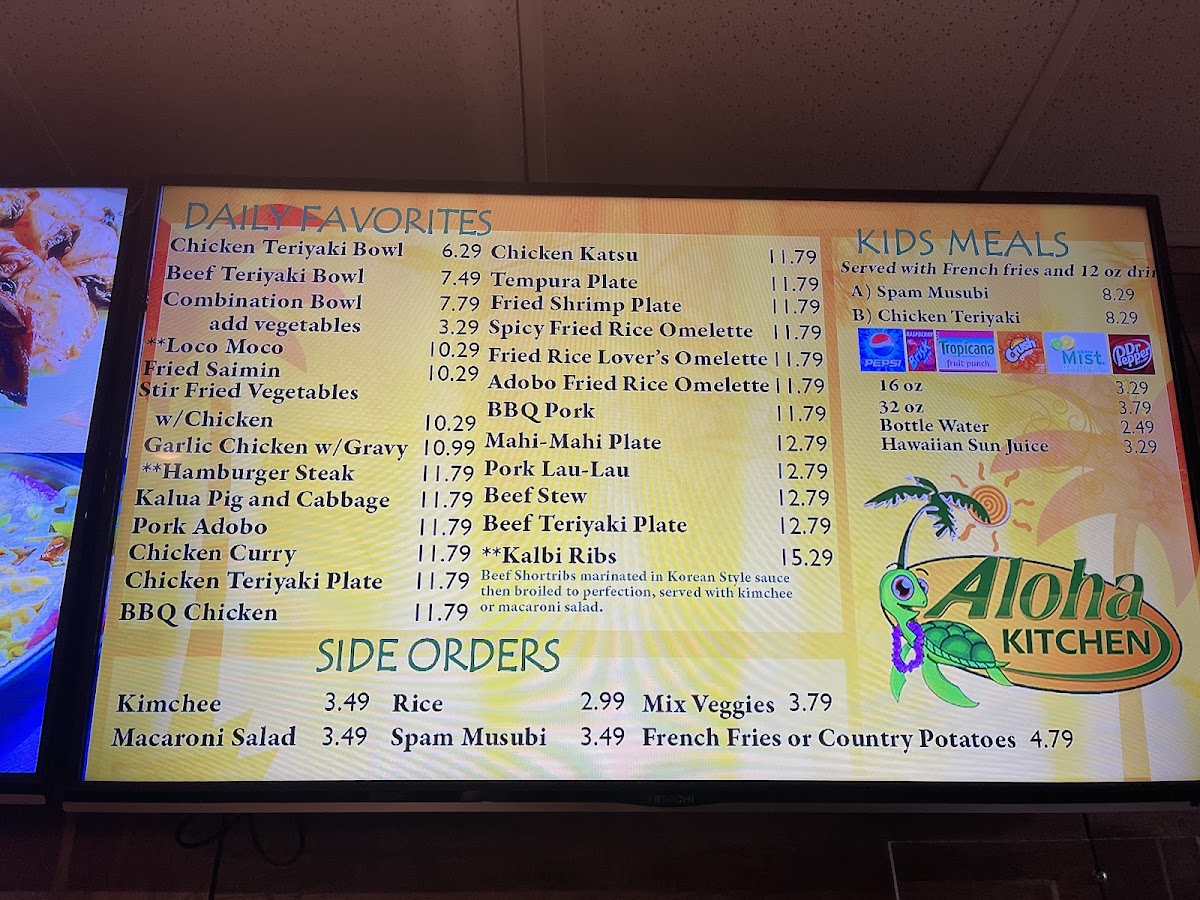 DAILY FAVORITES
Chicken Teriyaki Bowl 6.29
Beef Teriyaki Bowl 7.49
Combination Bowl 7.79
add vegetables 3.29
**Loco Moco 10.29
Fried Saimin 10.29
Stir Fried Vegetables
w/Chicken 10.29
Garlic Chicken w/Gravy 10.99
**Hamburger Steak 11.79
Kalua Pig and Cabbage 11.79
Pork Adobo 11.79
Chicken Curry 11.79
Chicken Teriyaki Plate 11.79
BBQ Chicken 11.79
Chicken Katsu 11.79
Tempura Plate 11.79
Fried Shrimp Plate 11.79
Spicy Fried Rice Omelette 11.79
Fried Rice Lover's Omelette 11.79
Adobo Fried Rice Omelette 11.79
BBQ Pork 11.79
Mahi-Mahi Plate 12.79
Pork Lau-Lau 12.79
Beef Stew 12.79
Beef Teriyaki Plate 12.79
**Kalbi Ribs 15.29
Beef Shortribs marinated in Korean Style sauce
then broiled to perfection, served with kimchee
or macaroni salad.
KIDS MEALS
Served with French fries and 12 oz drin
A) Spam Musubi 8.29
B) Chicken Teriyaki 8.29
PEPSI
RASPBERRY
Brisk
Tropicana
fruit punch
Crush
Mist
Dr Pepper
16 oz 3.29
32 oz 3.79
Bottle Water 2.49
Hawaiian Sun Juice 3.29
Aloha
KITCHEN
SIDE ORDERS
Kimchee 3.49 Rice 2.99 Mix Veggies 3.79
Macaroni Salad 3.49 Spam Musubi 3.49 French Fries or Country Potatoes 4.79